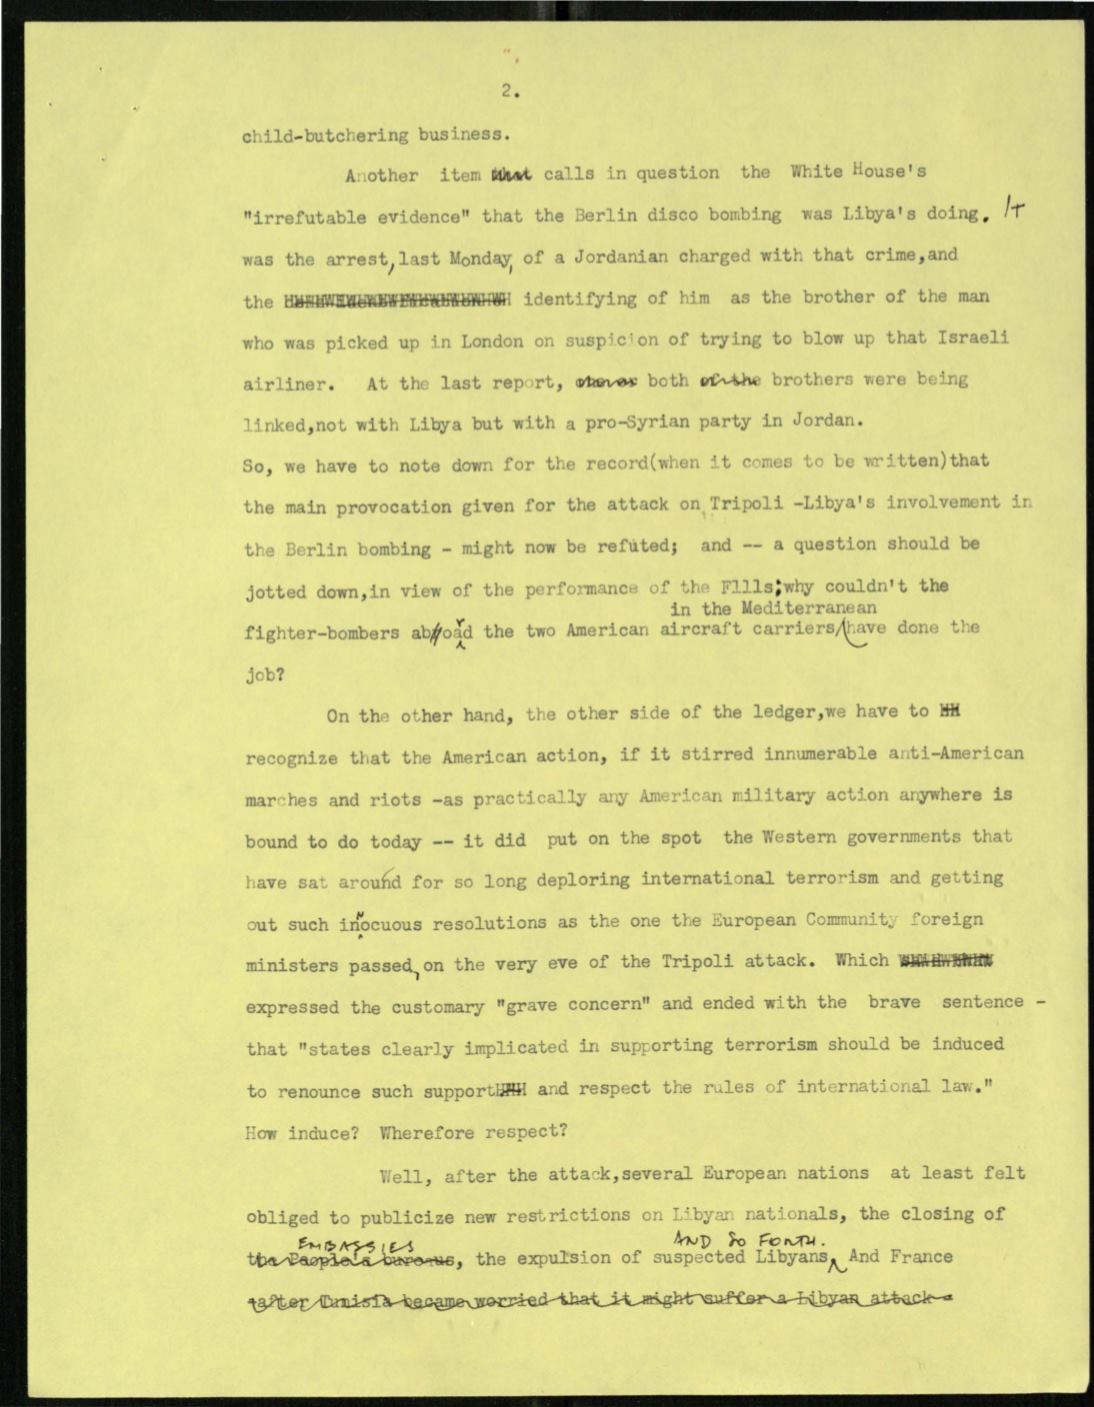 2.
child-butchering business.
Another item that calls in question the White House's
"irrefutable evidence" that the Berlin disco bombing was Libya's doing. It
was the arrest, last Monday, of a Jordanian charged with that crime,and
the identifying of him as the brother of the man
who was picked up in London on suspicion of trying to blow up that Israeli
airliner. At the last report, both of the brothers were being
linked,not with Libya but with a pro-Syrian party in Jordan.
So, we have to note down for the record(when it comes to be written)that
the main provocation given for the attack on Tripoli -Libya's involvement in
the Berlin bombing - might now be refuted; and -- a question should be
jotted down,in view of the performance of the F111s;why couldn't the
in the Mediterranean
fighter-bombers aboard the two American aircraft carriers/have done the
job?
On the other hand, the other side of the ledger,we have to
recognize that the American action, if it stirred innumerable anti-American
marches and riots -as practically any American military action anywhere is
bound to do today -- it did put on the spot the Western governments that
have sat around for so long deploring international terrorism and getting
out such innocuous resolutions as the one the European Community foreign
ministers passed, on the very eve of the Tripoli attack. Which
expressed the customary "grave concern" and ended with the brave sentence -
that "states clearly implicated in supporting terrorism should be induced
to renounce such support and respect the rules of international law."
How induce? Wherefore respect?
Well, after the attack,several European nations at least felt
obliged to publicize new restrictions on Libyan nationals, the closing of
EMBASSIES AND SO FORTH.
the People's bureaus, the expulsion of suspected Libyans, And France
after Tunisia became worried that it might suffer a Libyan attack -